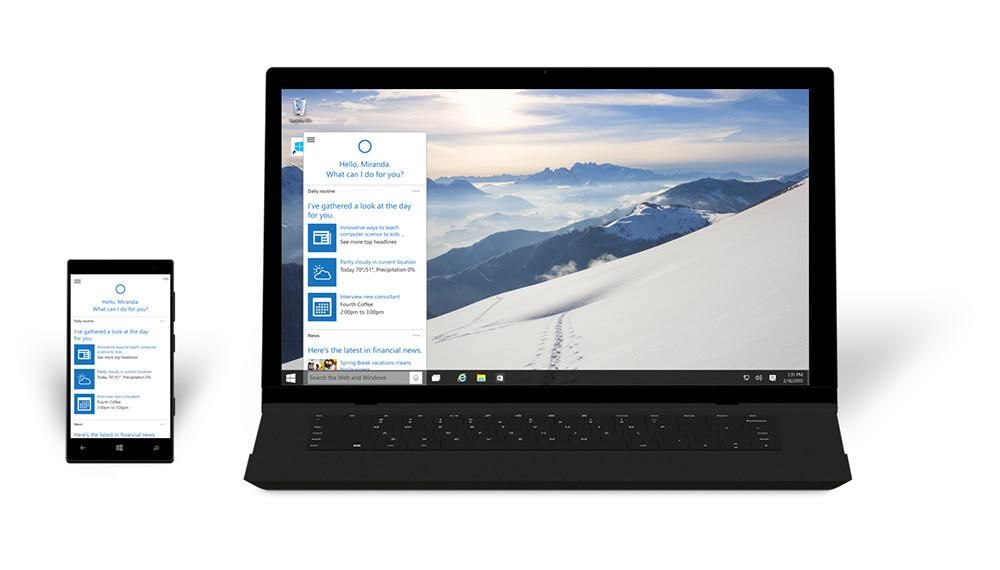 Hello, Miranda.
What can I do for you?
Daily routine
I've gathered a look at the day
for you.
Innovative ways to teach
computer science to kids ...
See more top headlines
Partly cloudy in current location
Today 70°/51°, Precipitation 0%
Interview new consultant
Fourth Coffee
2:00pm to 3:00pm
News
Here's the latest in financial news.
Spring Break vacations means
Search the Web and Windows
1:31 PM
2/16/2015
Hello, Miranda.
What can I do for you?
Daily routine
I've gathered a look at the day
for you.
Innovative ways to teach computer
science to kids
See more top headlines
Partly cloudy in current location
Today 70°/51°, Precipitation 0%
Interview new consultant
Fourth Coffee
2:00pm to 3:00pm
News
Here's the latest in financial news.